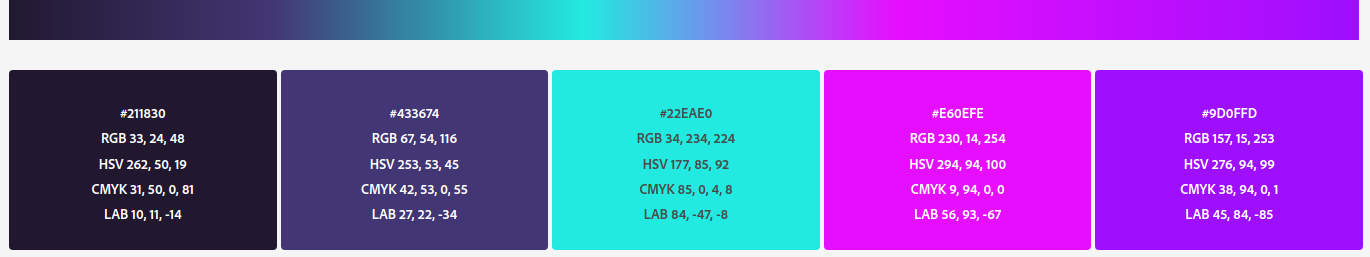 #211830
RGB 33, 24, 48
HSV 262, 50, 19
CMYK 31, 50, 0, 81
LAB 10, 11, -14
#433674
RGB 67, 54, 116
HSV 253, 53, 45
CMYK 42, 53, 0, 55
LAB 27, 22, -34
#22EAE0
RGB 34, 234, 224
HSV 177, 85, 92
CMYK 85, 0, 4, 8
LAB 84, -47, -8
#E60EFE
RGB 230, 14, 254
HSV 294, 94, 100
CMYK 9, 94, 0, 0
LAB 56, 93, -67
#9D0FFD
RGB 157, 15, 253
HSV 276, 94, 99
CMYK 38, 94, 0, 1
LAB 45, 84, -85